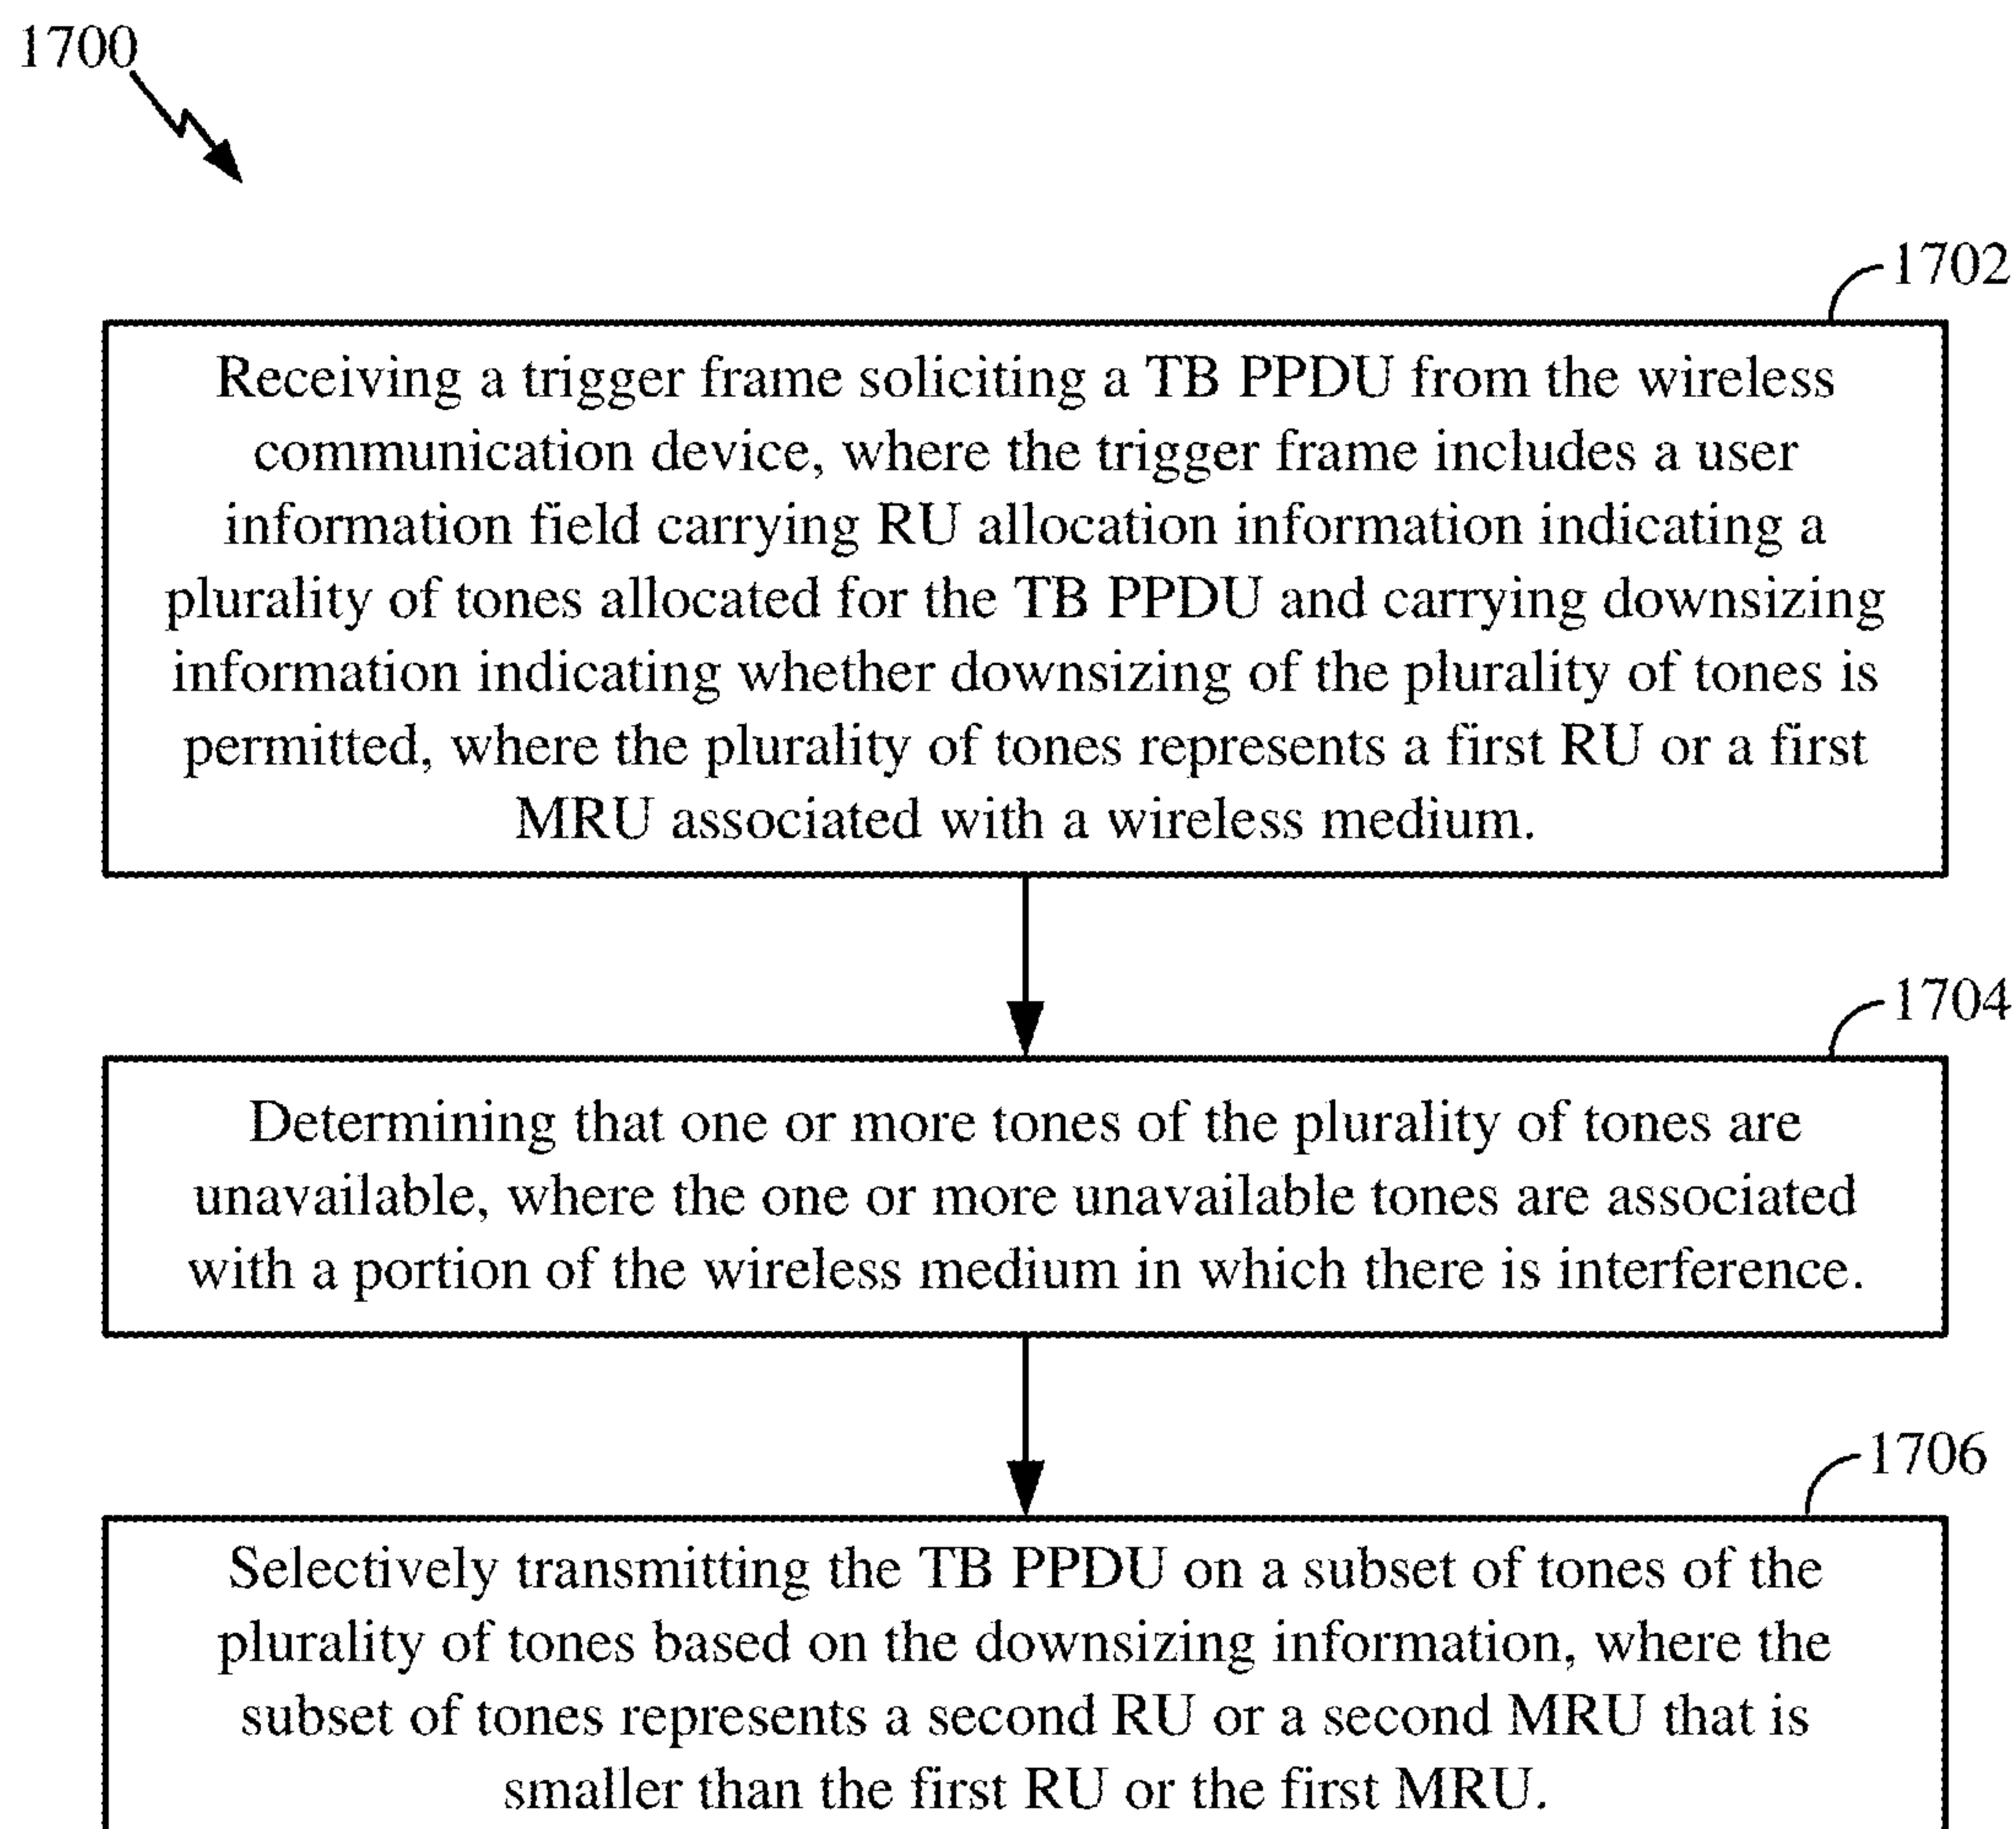 1700
1702
Receiving a trigger frame soliciting a TB PPDU from the wireless
communication device, where the trigger frame includes a user
information field carrying RU allocation information indicating a
plurality of tones allocated for the TB PPDU and carrying downsizing
information indicating whether downsizing of the plurality of tones is
permitted, where the plurality of tones represents a first RU or a first
MRU associated with a wireless medium.
1704
Determining that one or more tones of the plurality of tones are
unavailable, where the one or more unavailable tones are associated
with a portion of the wireless medium in which there is interference.
1706
Selectively transmitting the TB PPDU on a subset of tones of the
plurality of tones based on the downsizing information, where the
subset of tones represents a second RU or a second MRU that is
smaller than the first RU or the first MRU.